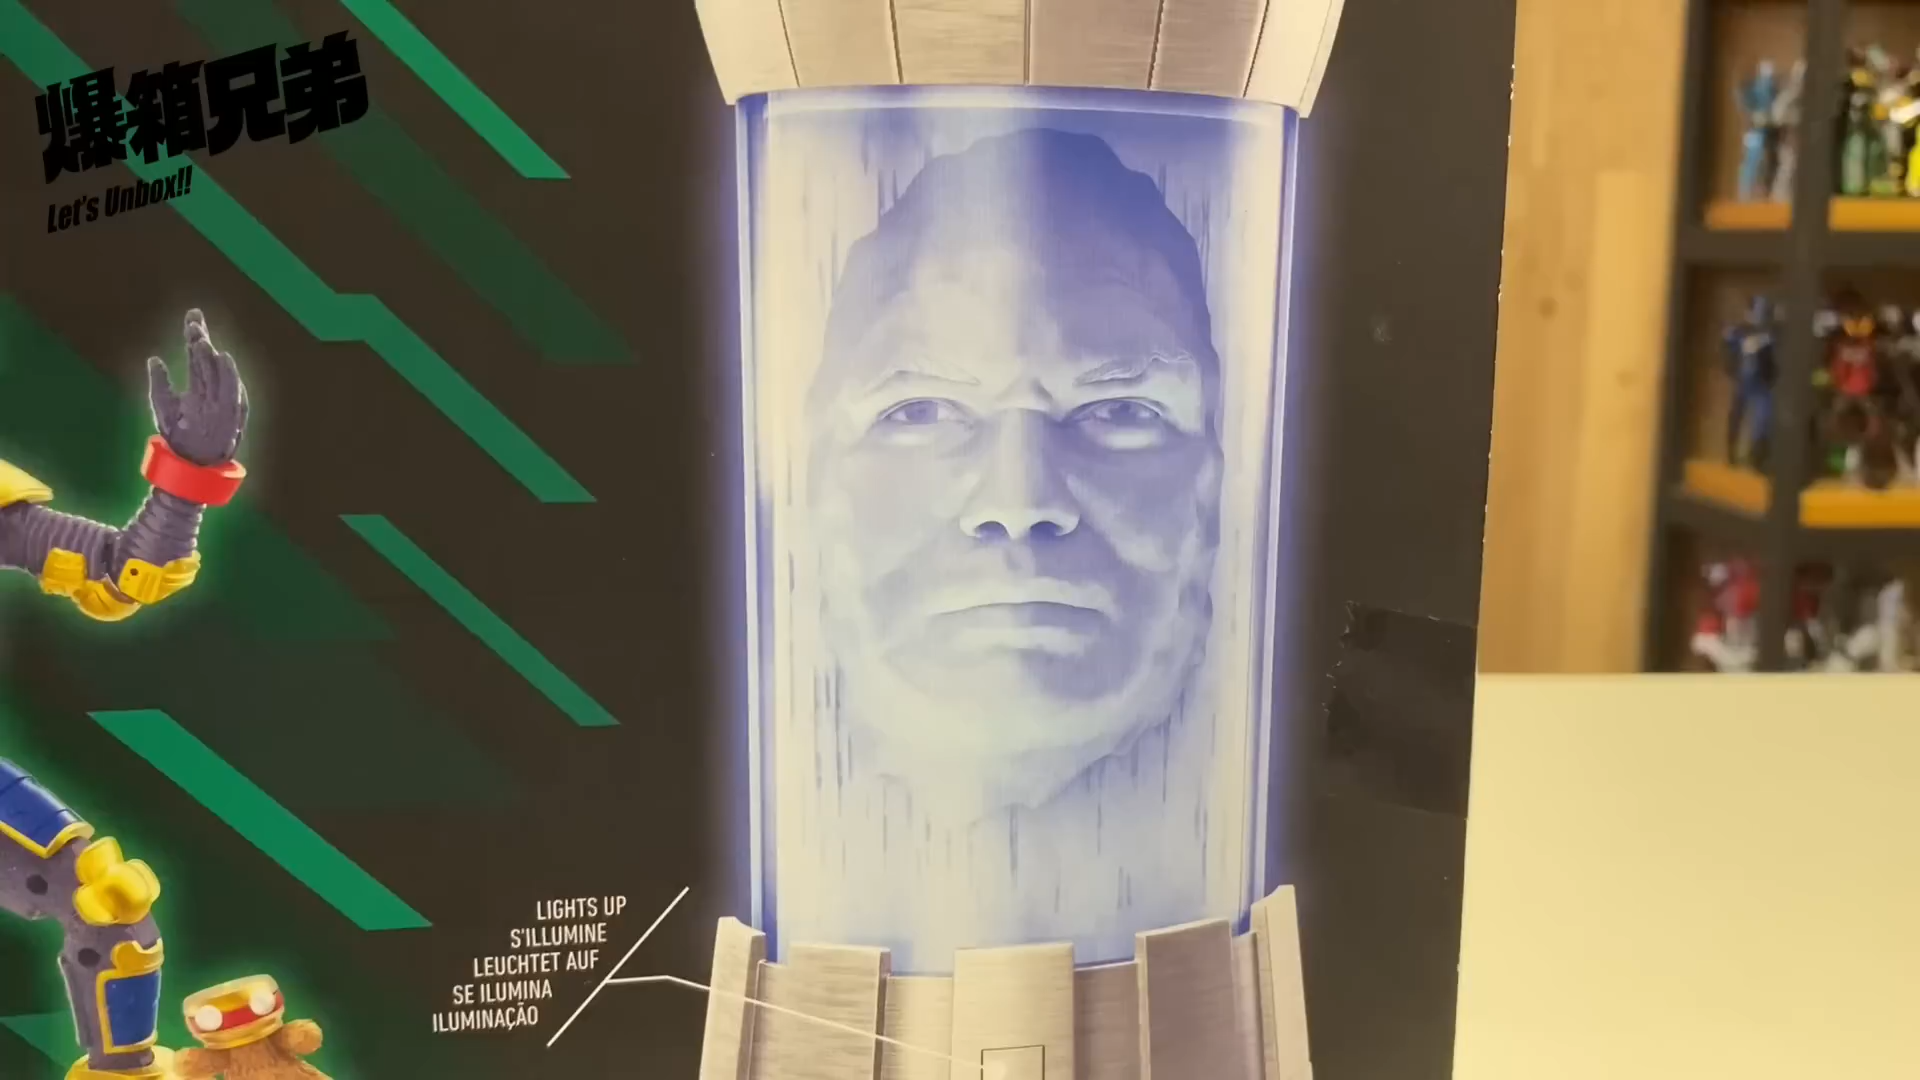 爆箱兄弟
Let's Unbox!!
LIGHTS UP
S'ILLUMINE
LEUCHTET AUF
SE ILUMINA
ILUMINAÇÃO